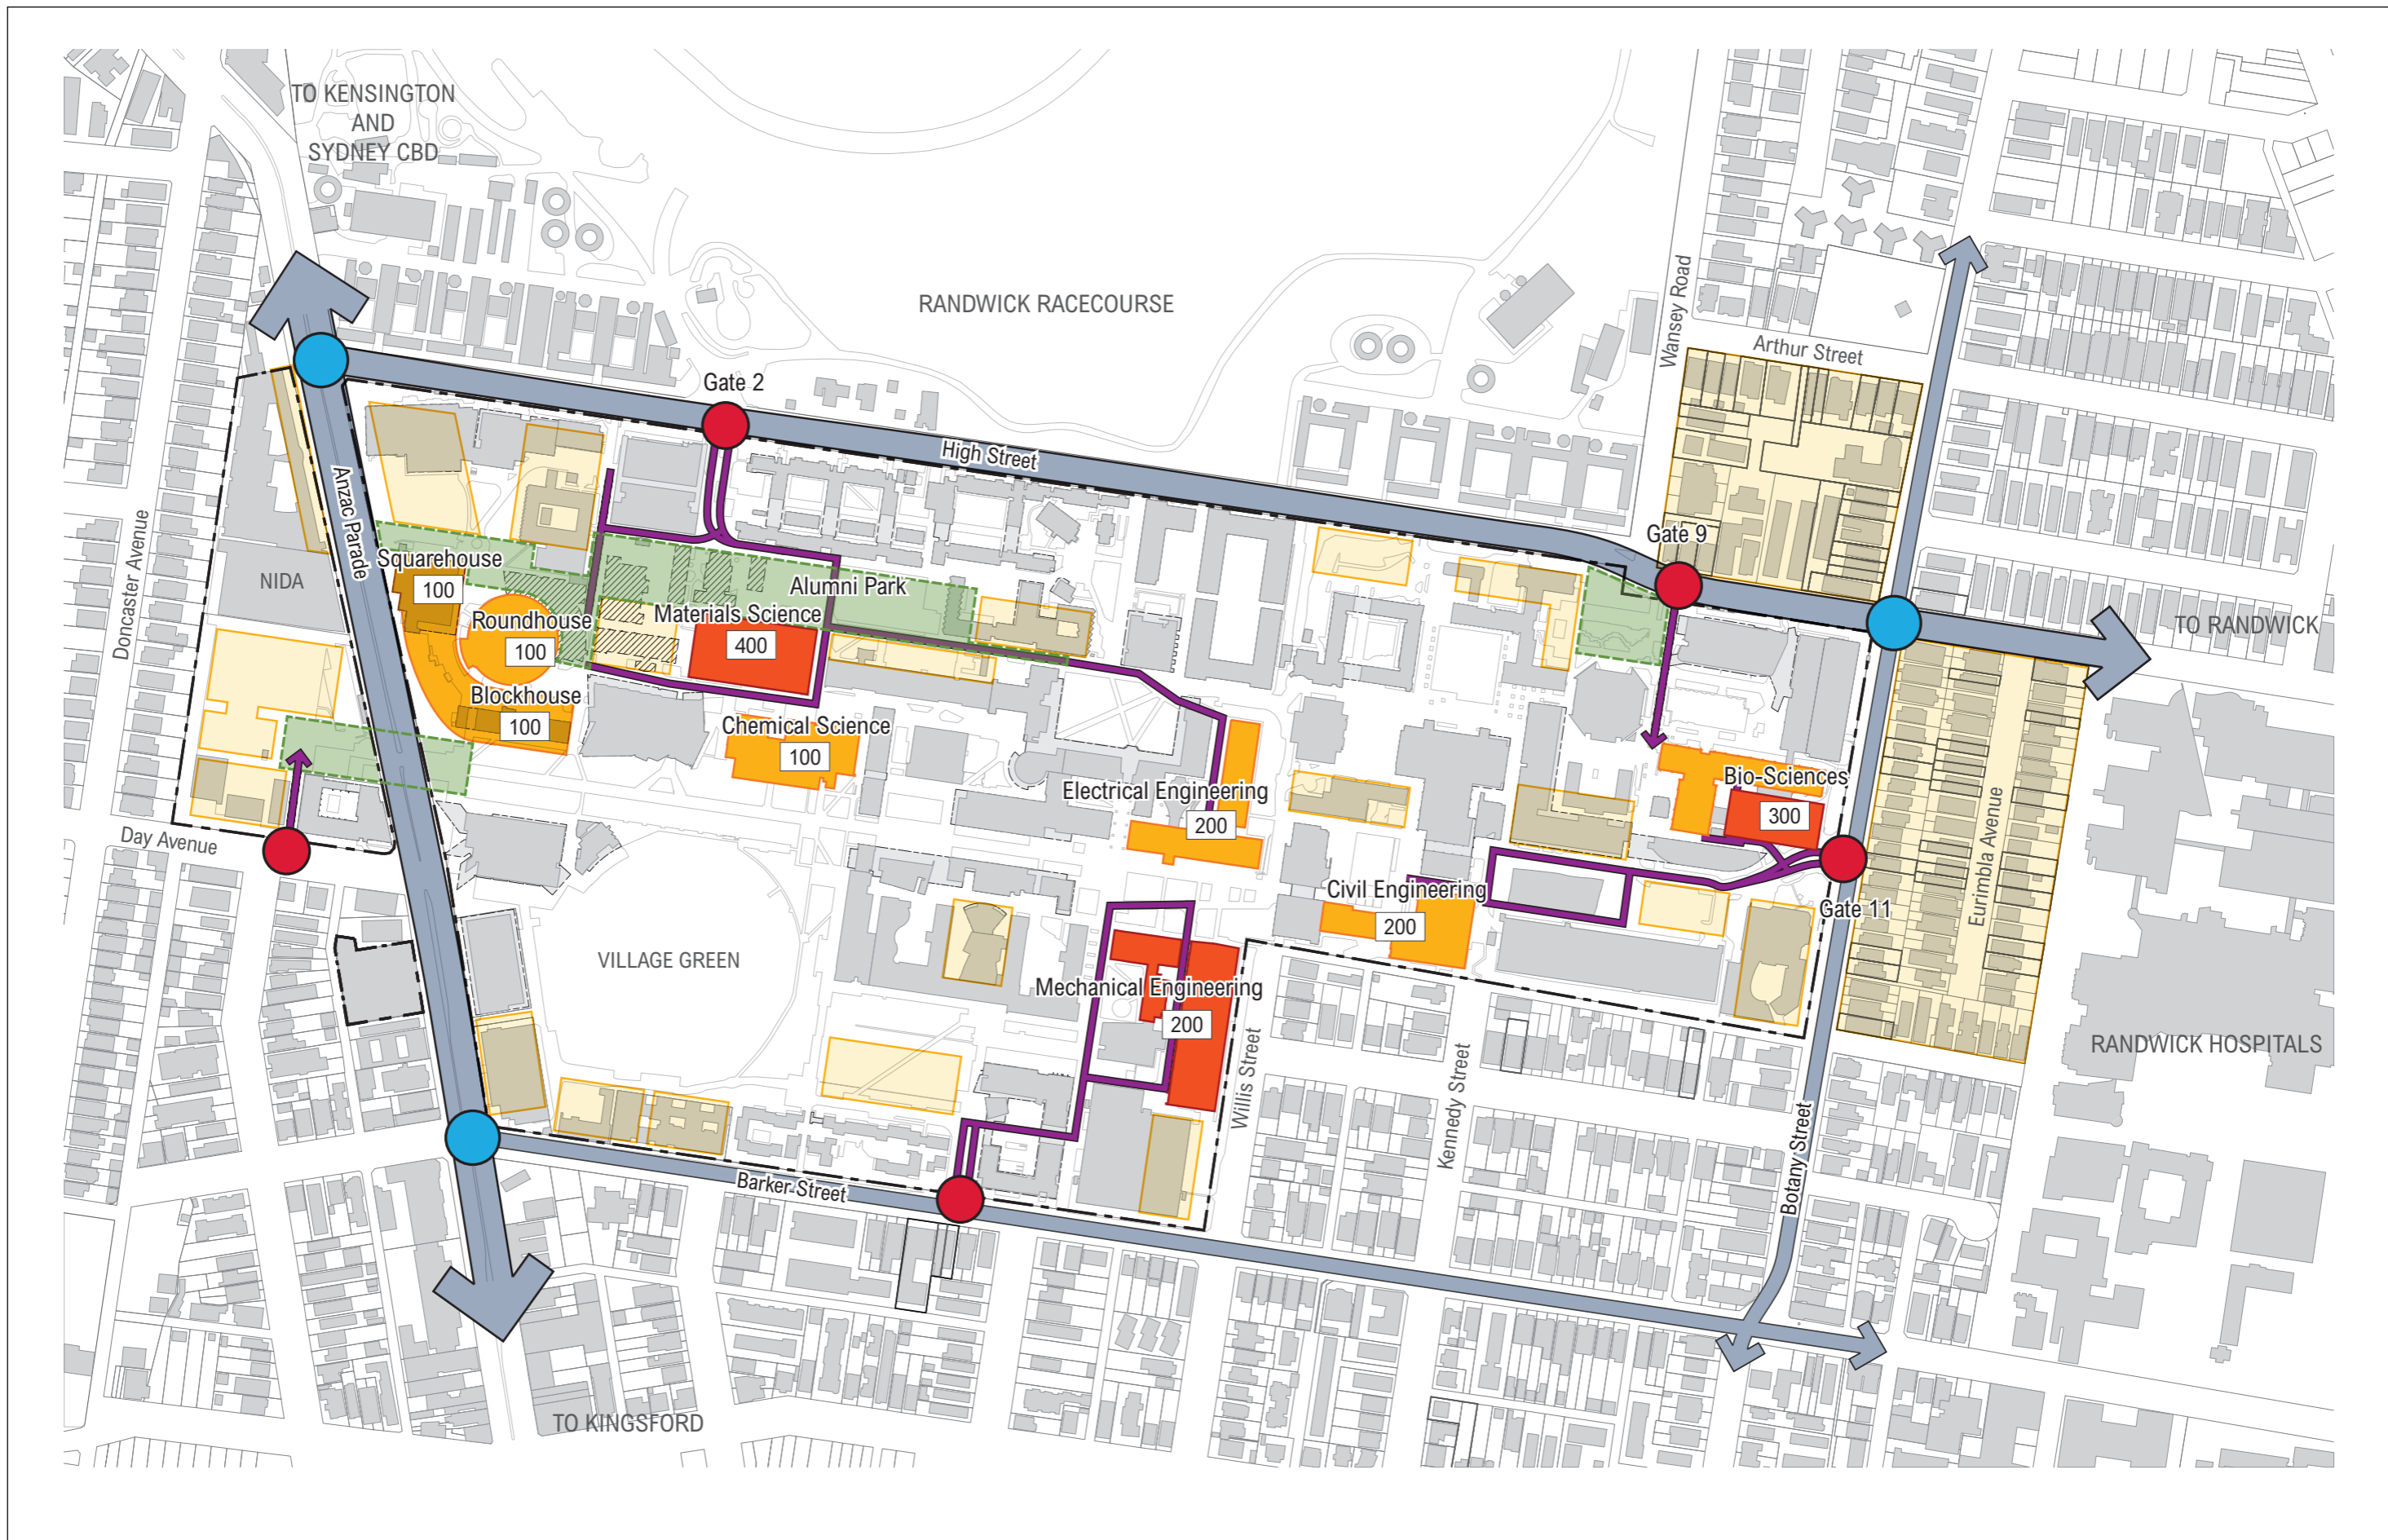 TO KENSINGTON
AND
SYDNEY CBD
RANDWICK RACECOURSE
Wansey Road
Arthur Street
Gate 2
High Street
Anzac Parade
Gate 9
Doncaster Avenue
NIDA
Squarehouse
100
Alumni Park
Roundhouse
100
Materials Science
400
TO RANDWICK
Blockhouse
100
Chemical Science
100
Bio-Sciences
300
Electrical Engineering
200
Day Avenue
Eurimbla Avenue
Civil Engineering
200
Gate 11
VILLAGE GREEN
Mechanical Engineering
200
RANDWICK HOSPITALS
Willis Street
Kennedy Street
Botany Street
Barker Street
TO KINGSFORD